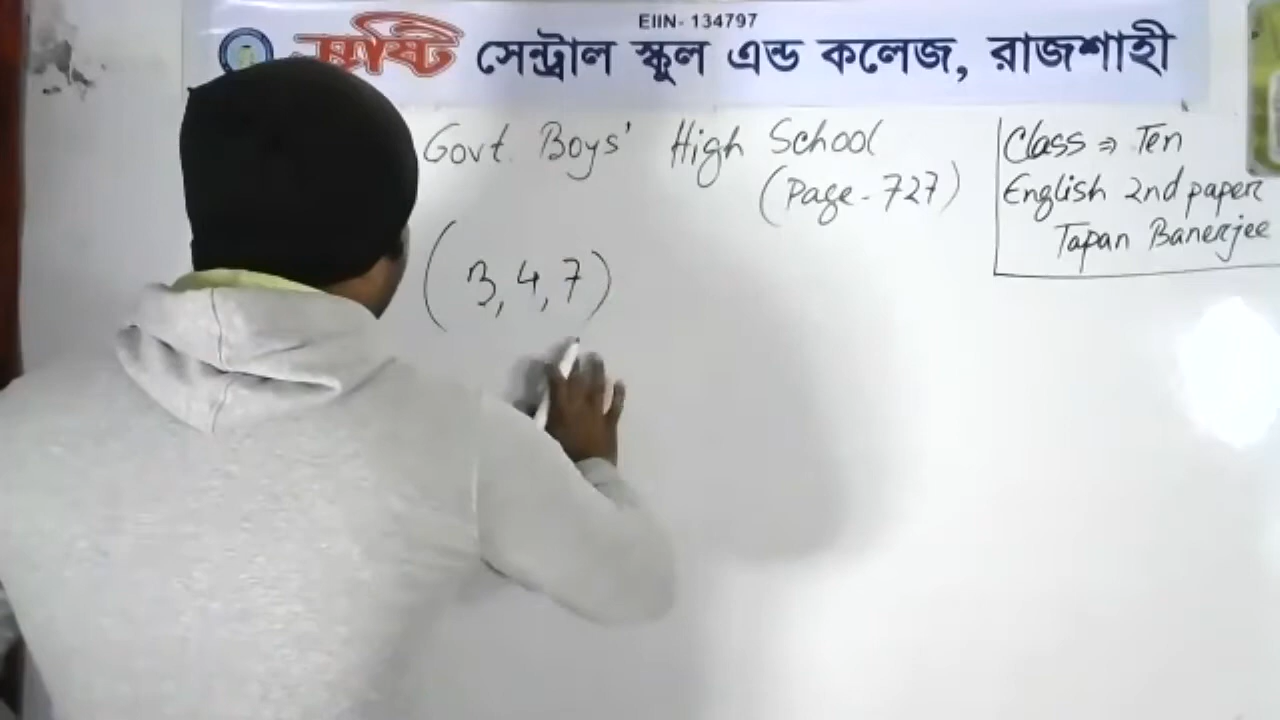 EIIN- 134797
সেন্ট্রাল স্কুল এন্ড কলেজ, রাজশাহী
Govt. Boys' High School
(Page-727)
Class ⇒ Ten
English 2nd paper
Tapan Banerjee
(3,4,7)